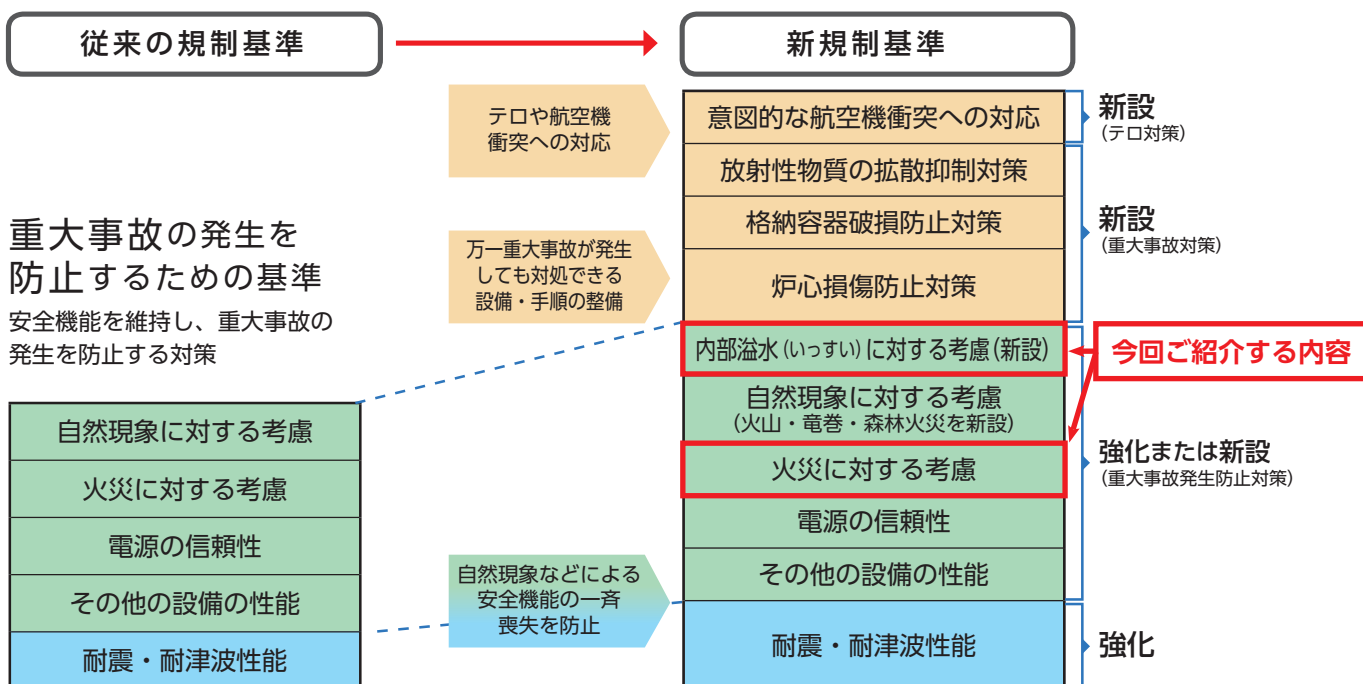 従来の規制基準
新規制基準
重大事故の発生を
防止するための基準
安全機能を維持し、重大事故の
発生を防止する対策
自然現象に対する考慮
火災に対する考慮
電源の信頼性
その他の設備の性能
耐震・耐津波性能
テロや航空機
衝突への対応
万一重大事故が発生
しても対処できる
設備・手順の整備
自然現象などによる
安全機能の一斉
喪失を防止
意図的な航空機衝突への対応
放射性物質の拡散抑制対策
格納容器破損防止対策
炉心損傷防止対策
内部溢水(いっすい)に対する考慮(新設)
自然現象に対する考慮
(火山・竜巻・森林火災を新設)
火災に対する考慮
電源の信頼性
その他の設備の性能
耐震・耐津波性能
新設
(テロ対策)
新設
(重大事故対策)
今回ご紹介する内容
強化または新設
(重大事故発生防止対策)
強化